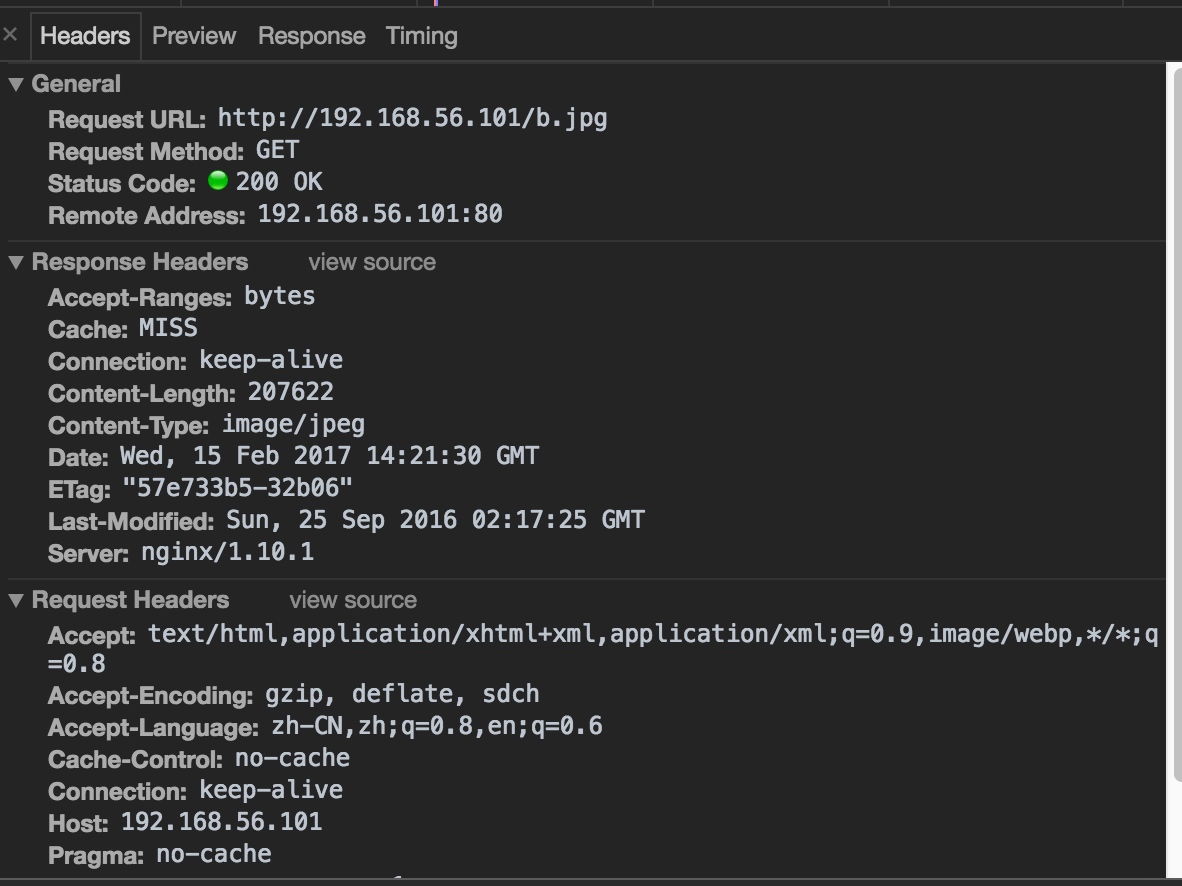 × Headers Preview Response Timing
▼ General
Request URL: http://192.168.56.101/b.jpg
Request Method: GET
Status Code: 200 OK
Remote Address: 192.168.56.101:80
▼ Response Headers view source
Accept-Ranges: bytes
Cache: MISS
Connection: keep-alive
Content-Length: 207622
Content-Type: image/jpeg
Date: Wed, 15 Feb 2017 14:21:30 GMT
ETag: "57e733b5-32b06"
Last-Modified: Sun, 25 Sep 2016 02:17:25 GMT
Server: nginx/1.10.1
▼ Request Headers view source
Accept: text/html,application/xhtml+xml,application/xml;q=0.9,image/webp,*/*;q
=0.8
Accept-Encoding: gzip, deflate, sdch
Accept-Language: zh-CN,zh;q=0.8,en;q=0.6
Cache-Control: no-cache
Connection: keep-alive
Host: 192.168.56.101
Pragma: no-cache